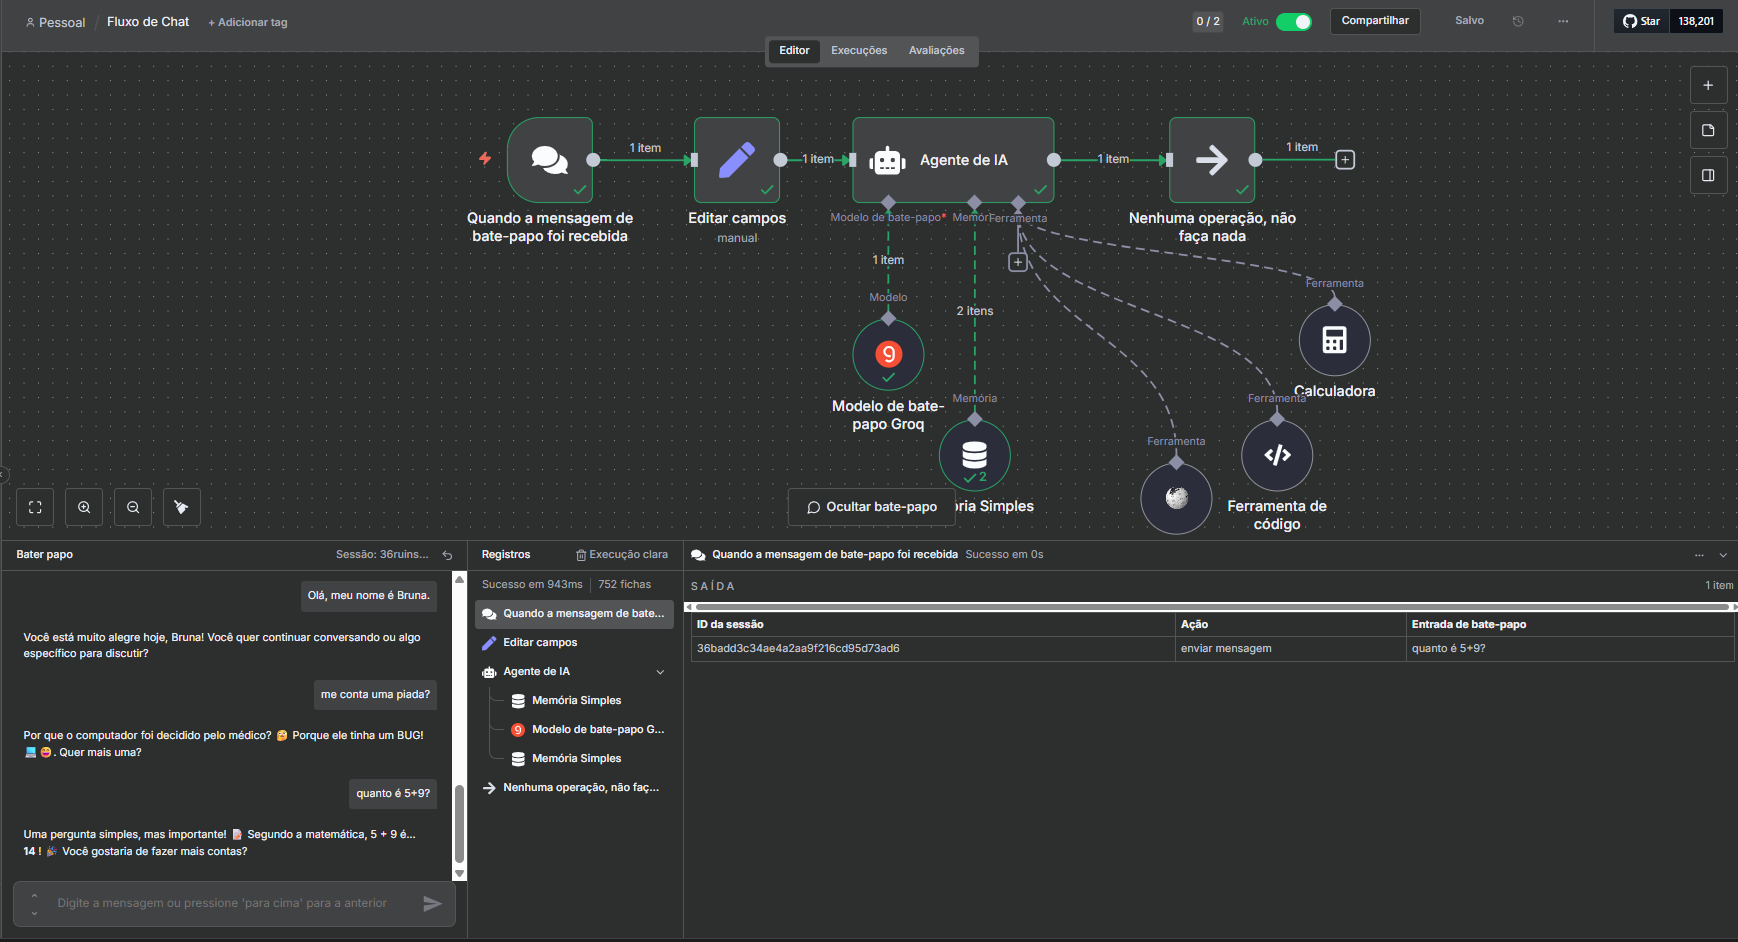 Pessoal / Fluxo de Chat + Adicionar tag
0 / 2 Ativo Compartilhar Salvo ... Star 138,201
Editor Execuções Avaliações
1 item
1 item
Agente de IA
1 item
1 item
Quando a mensagem de
bate-papo foi recebida
Editar campos
manual
Modelo de bate-papo* Memór Ferramenta
Nenhuma operação, não
faça nada
1 item
Modelo
2 itens
Ferramenta
9
Modelo de bate-
papo Groq
Memória
Calculadora
Ferramenta
Ferramenta
2
ória Simples
</>
Ferramenta de
código
Ocultar bate-papo
Bater papo Sessão: 36ruins...
Olá, meu nome é Bruna.
Você está muito alegre hoje, Bruna! Você quer continuar conversando ou algo
específico para discutir?
me conta uma piada?
Por que o computador foi decidido pelo médico? 🥳 Porque ele tinha um BUG!
💻 😄. Quer mais uma?
quanto é 5+9?
Uma pergunta simples, mas importante! Segundo a matemática, 5 + 9 é...
14 ! 🎉 Você gostaria de fazer mais contas?
Digite a mensagem ou pressione 'para cima' para a anterior
Registros Execução clara
Sucesso em 943ms 752 fichas
Quando a mensagem de bate...
Editar campos
Agente de IA
Memória Simples
9 Modelo de bate-papo G...
Memória Simples
Nenhuma operação, não faç...
Quando a mensagem de bate-papo foi recebida Sucesso em 0s ...
SAÍDA 1 item
ID da sessão Ação Entrada de bate-papo
36badd3c34ae4a2aa9f216cd95d73ad6 enviar mensagem quanto é 5+9?